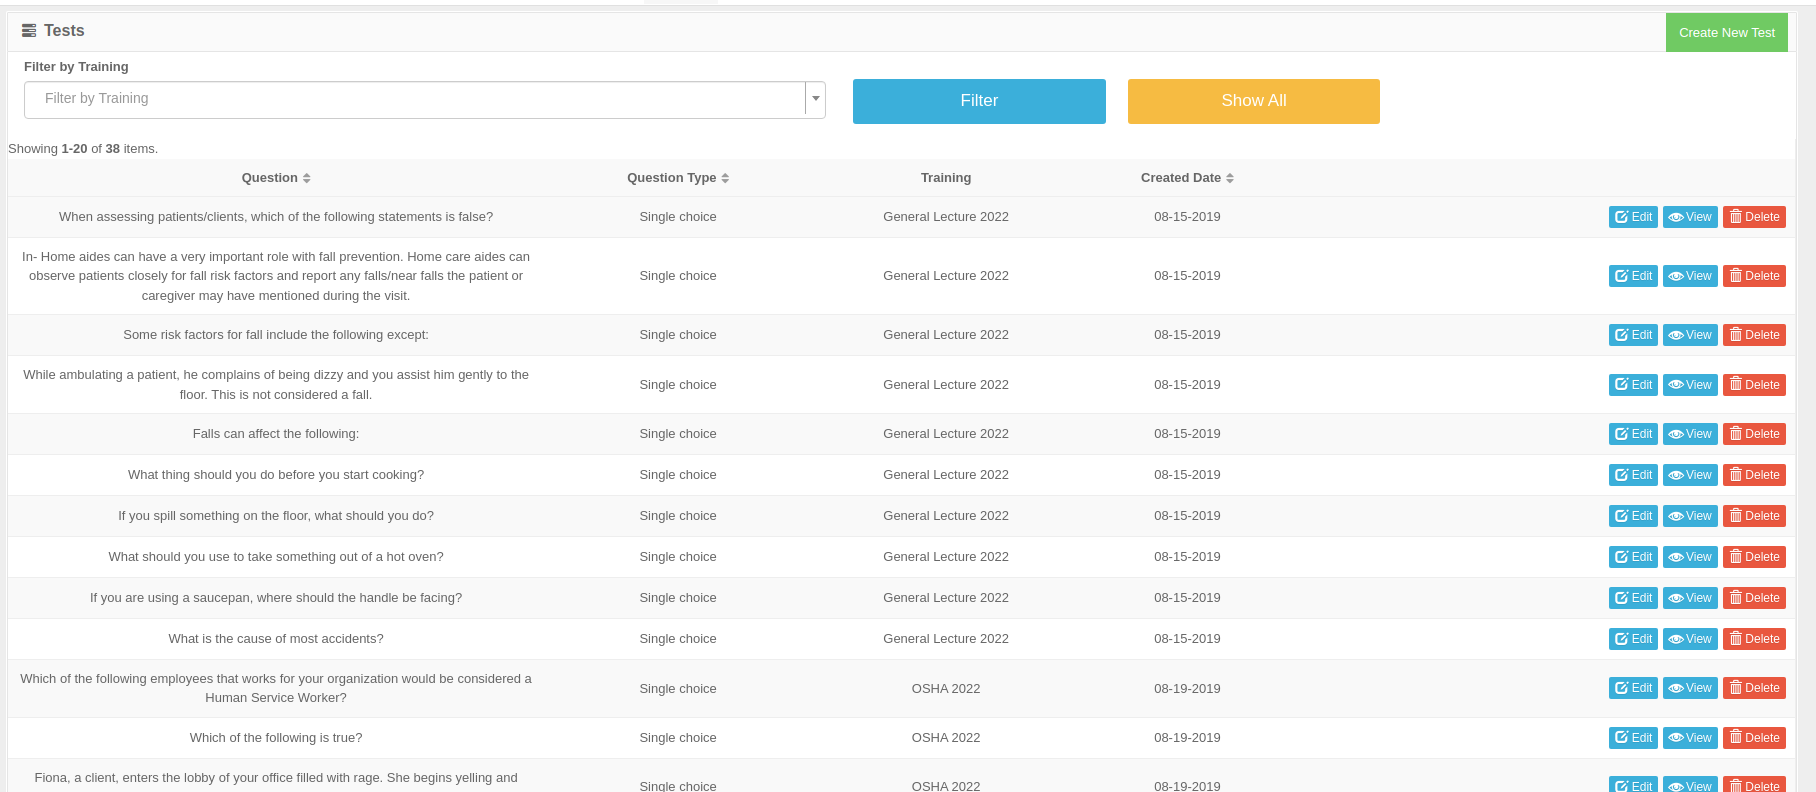 Tests
Create New Test
Filter by Training
Filter by Training
Filter
Show All
Showing 1-20 of 38 items.
Question Question Type Training Created Date
When assessing patients/clients, which of the following statements is false? Single choice General Lecture 2022 08-15-2019 Edit View Delete
In- Home aides can have a very important role with fall prevention. Home care aides can
observe patients closely for fall risk factors and report any falls/near falls the patient or Single choice General Lecture 2022 08-15-2019 Edit View Delete
caregiver may have mentioned during the visit.
Some risk factors for fall include the following except: Single choice General Lecture 2022 08-15-2019 Edit View Delete
While ambulating a patient, he complains of being dizzy and you assist him gently to the
floor. This is not considered a fall. Single choice General Lecture 2022 08-15-2019 Edit View Delete
Falls can affect the following: Single choice General Lecture 2022 08-15-2019 Edit View Delete
What thing should you do before you start cooking? Single choice General Lecture 2022 08-15-2019 Edit View Delete
If you spill something on the floor, what should you do? Single choice General Lecture 2022 08-15-2019 Edit View Delete
What should you use to take something out of a hot oven? Single choice General Lecture 2022 08-15-2019 Edit View Delete
If you are using a saucepan, where should the handle be facing? Single choice General Lecture 2022 08-15-2019 Edit View Delete
What is the cause of most accidents? Single choice General Lecture 2022 08-15-2019 Edit View Delete
Which of the following employees that works for your organization would be considered a
Human Service Worker? Single choice OSHA 2022 08-19-2019 Edit View Delete
Which of the following is true? Single choice OSHA 2022 08-19-2019 Edit View Delete
Fiona, a client, enters the lobby of your office filled with rage. She begins yelling and
Single choice OSHA 2022 08-19-2019 Edit View Delete